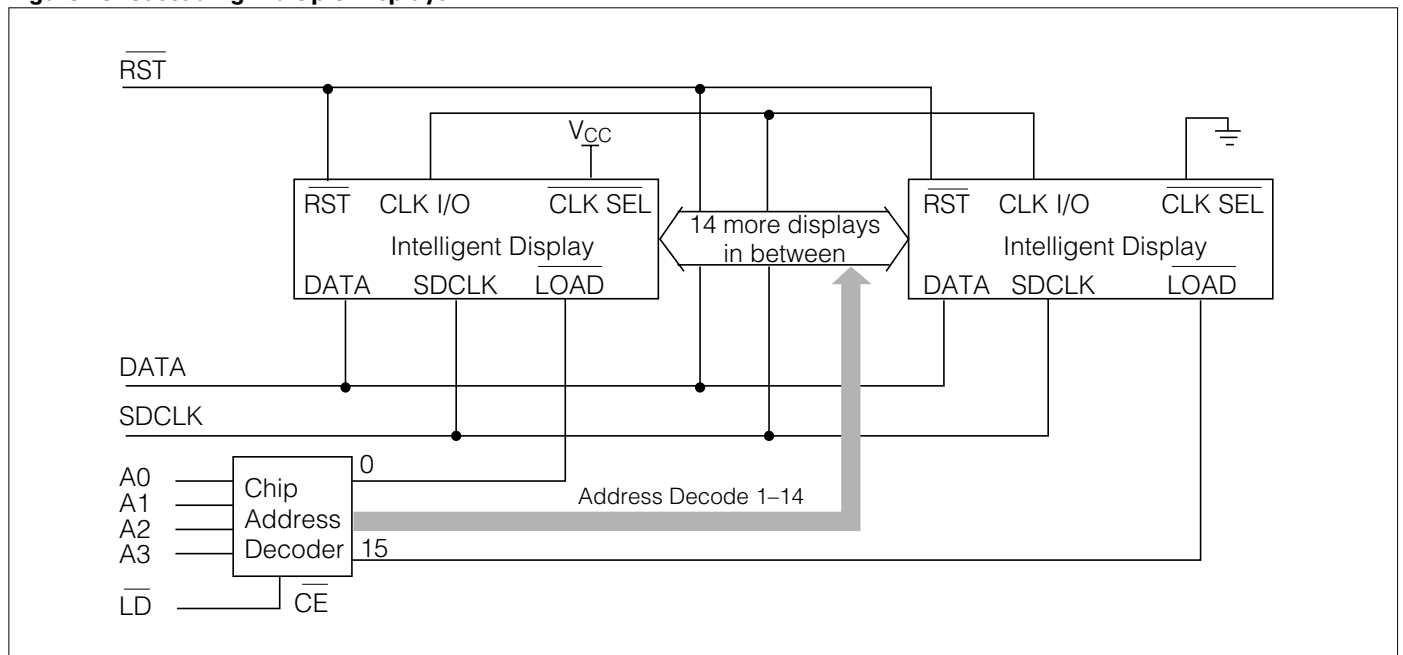 RST
VCC
RST CLK I/O CLK SEL
Intelligent Display
DATA SDCLK LOAD
14 more displays
in between
RST CLK I/O CLK SEL
Intelligent Display
DATA SDCLK LOAD
DATA
SDCLK
A0
A1
A2
A3
Chip
Address
Decoder
0
15
Address Decode 1–14
LD
CE